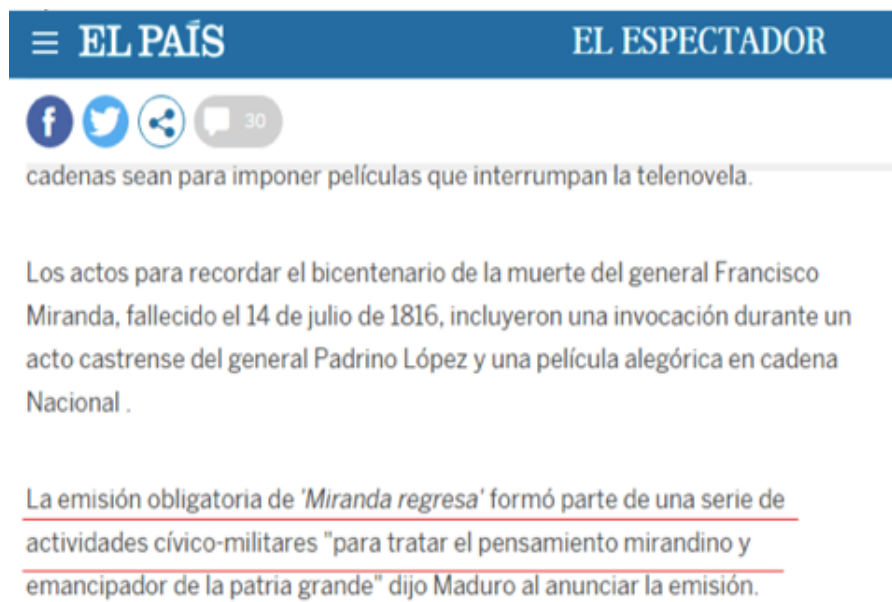 EL PAÍS EL ESPECTADOR
f 30
cadenas sean para imponer películas que interrumpan la telenovela.
Los actos para recordar el bicentenario de la muerte del general Francisco
Miranda, fallecido el 14 de julio de 1816, incluyeron una invocación durante un
acto castrense del general Padrino López y una película alegórica en cadena
Nacional .
La emisión obligatoria de 'Miranda regresa' formó parte de una serie de
actividades cívico-militares "para tratar el pensamiento mirandino y
emancipador de la patria grande" dijo Maduro al anunciar la emisión.